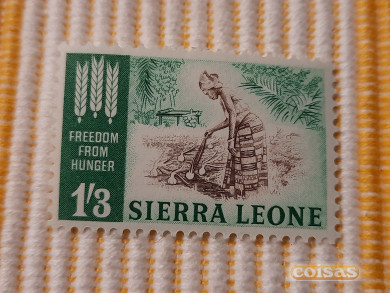 FREEDOM
FROM
HUNGER
1'3
SIERRA LEONE
coisas